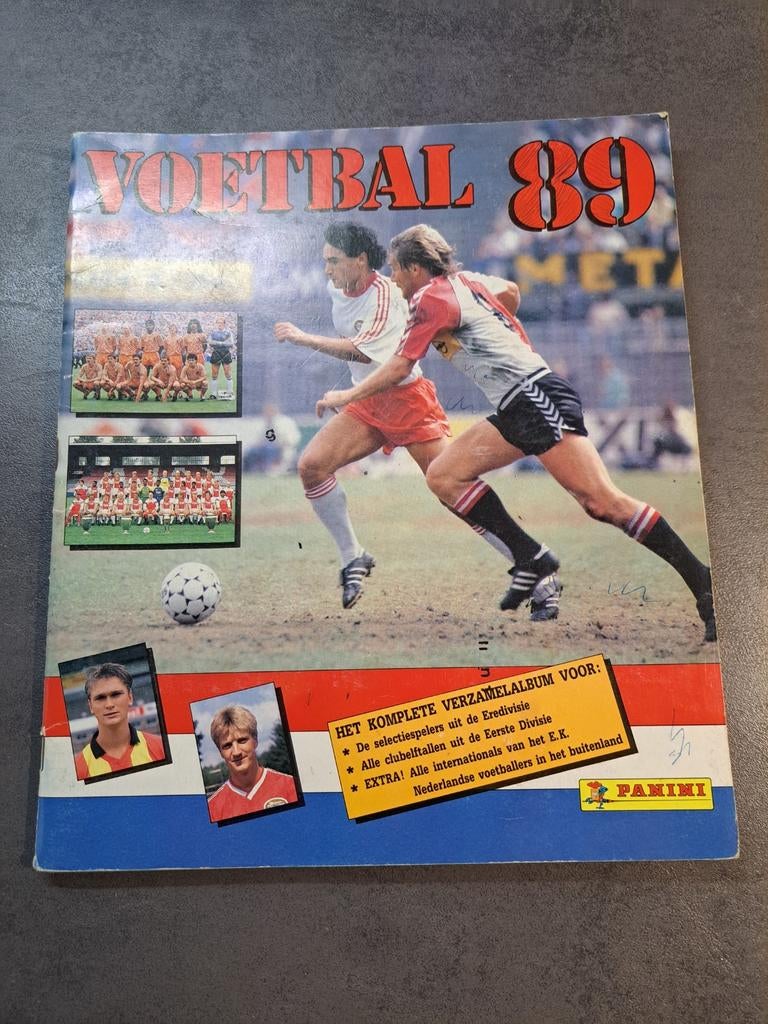 VOETBAL 89
META
HET KOMPLETE VERZAMELALBUM VOOR:
★ De selectiespelers uit de Eredivisie
★ Alle clubelftallen uit de Eerste Divisie
★ EXTRA! Alle internationals van het E.K.
Nederlandse voetballers in het buitenland
PANINI